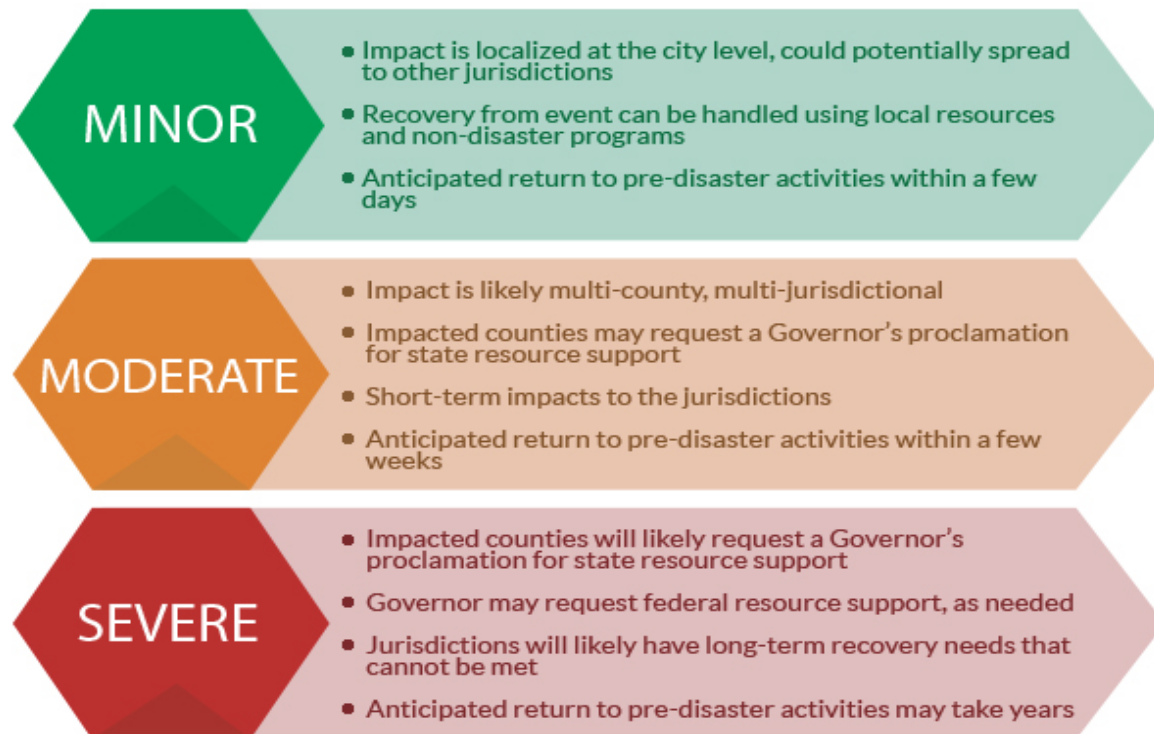 MINOR
• Impact is localized at the city level, could potentially spread
to other jurisdictions
• Recovery from event can be handled using local resources
and non-disaster programs
• Anticipated return to pre-disaster activities within a few
days
MODERATE
• Impact is likely multi-county, multi-jurisdictional
• Impacted counties may request a Governor’s proclamation
for state resource support
• Short-term impacts to the jurisdictions
• Anticipated return to pre-disaster activities within a few
weeks
SEVERE
• Impacted counties will likely request a Governor’s
proclamation for state resource support
• Governor may request federal resource support, as needed
• Jurisdictions will likely have long-term recovery needs that
cannot be met
• Anticipated return to pre-disaster activities may take years